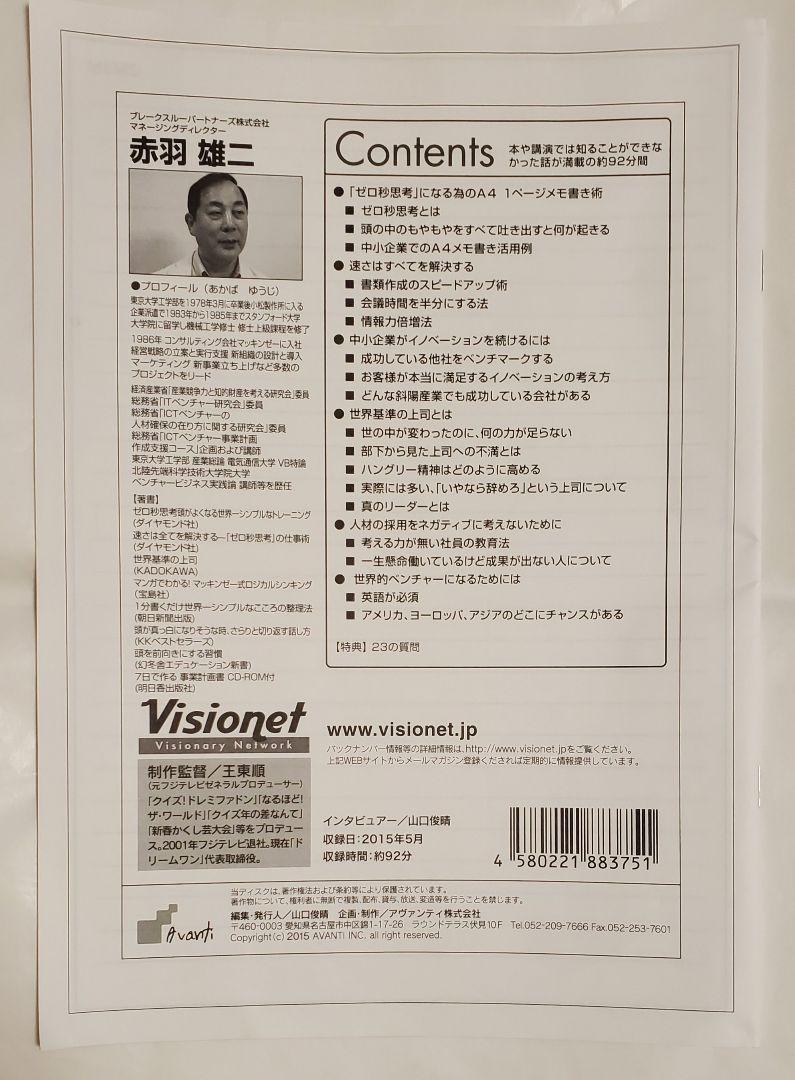 ブレークスルーパートナーズ株式会社
マネージングディレクター
赤羽 雄二
●プロフィール（あかば ゆうじ）
東京大学工学部を1978年3月に卒業後小松製作所に入る
企業派遣で1983年から1985年までスタンフォード大学
大学院に留学し機械工学修士 修士上級課程を修了
1986年 コンサルティング会社マッキンゼーに入社
経営戦略の立案と実行支援 新組織の設計と導入
マーケティング 新事業立ち上げなど多数の
プロジェクトをリード
経済産業省「産業競争力と知的財産を考える研究会」委員
総務省「ITベンチャー研究会」委員
総務省「ICTベンチャーの
人材確保の在り方に関する研究会」委員
総務省「ICTベンチャー事業計画
作成支援コース」企画および講師
東京大学工学部 産業総論 電気通信大学 VB特論
北陸先端科学技術大学院大学
ベンチャービジネス実践論 講師等を歴任
【著書】
ゼロ秒思考頭がよくなる世界一シンプルなトレーニング
(ダイヤモンド社)
速さは全てを解決する―「ゼロ秒思考」の仕事術
(ダイヤモンド社)
世界基準の上司
(KADOKAWA)
マンガでわかる! マッキンゼー式ロジカルシンキング
(宝島社)
1分書くだけ世界一シンプルなこころの整理法
(朝日新聞出版)
頭が真っ白になりそうな時、さらりと切り返す話し方
(KKベストセラーズ)
頭を前向きにする習慣
(幻冬舎エデュケーション新書)
7日で作る 事業計画書 CD-ROM付
(明日香出版社)
Contents 本や講演では知ることができな
かった話が満載の約92分間
●「ゼロ秒思考」になる為のA4 1ページメモ書き術
■ ゼロ秒思考とは
■ 頭の中のもやもやをすべて吐き出すと何が起きる
■ 中小企業でのA4メモ書き活用例
● 速さはすべてを解決する
■ 書類作成のスピードアップ術
■ 会議時間を半分にする法
■ 情報力倍増法
● 中小企業がイノベーションを続けるには
■ 成功している他社をベンチマークする
■ お客様が本当に満足するイノベーションの考え方
■ どんな斜陽産業でも成功している会社がある
● 世界基準の上司とは
■ 世の中が変わったのに、何の力が足らない
■ 部下から見た上司への不満とは
■ ハングリー精神はどのように高める
■ 実際には多い、「いやなら辞めろ」という上司について
■ 真のリーダーとは
● 人材の採用をネガティブに考えないために
■ 考える力が無い社員の教育法
■ 一生懸命働いているけど成果が出ない人について
● 世界的ベンチャーになるためには
■ 英語が必須
■ アメリカ、ヨーロッパ、アジアのどこにチャンスがある
【特典】23の質問
Visionet
Visionary Network
www.visionet.jp
バックナンバー情報等の詳細情報は、http://www.visionet.jpをご覧ください。
上記WEBサイトからメールマガジン登録くだされば定期的に情報提供しています。
制作監督／王東順
(元フジテレビゼネラルプロデューサー)
「クイズ!ドレミファドン」「なるほど!
ザ・ワールド」「クイズ年の差なんて」
「新春かくし芸大会」等をプロデュー
ス。2001年フジテレビ退社。現在「ド
リームワン」代表取締役。
インタビュアー／山口俊晴
収録日:2015年5月
収録時間:約92分
4 580221 883751
当ディスクは、著作権法および条約等により保護されています。
著作物について、権利者に無断で複製、配布、貸与、放送、変造等を行うことを禁じます。
Avanti
編集・発行人／山口俊晴 企画・制作／アヴァンティ株式会社
〒460-0003 愛知県名古屋市中区錦1-17-26 ラウンドテラス伏見10F Tel.052-209-7666 Fax.052-253-7601
Copyright(c) 2015 AVANTI INC. all right reserved.